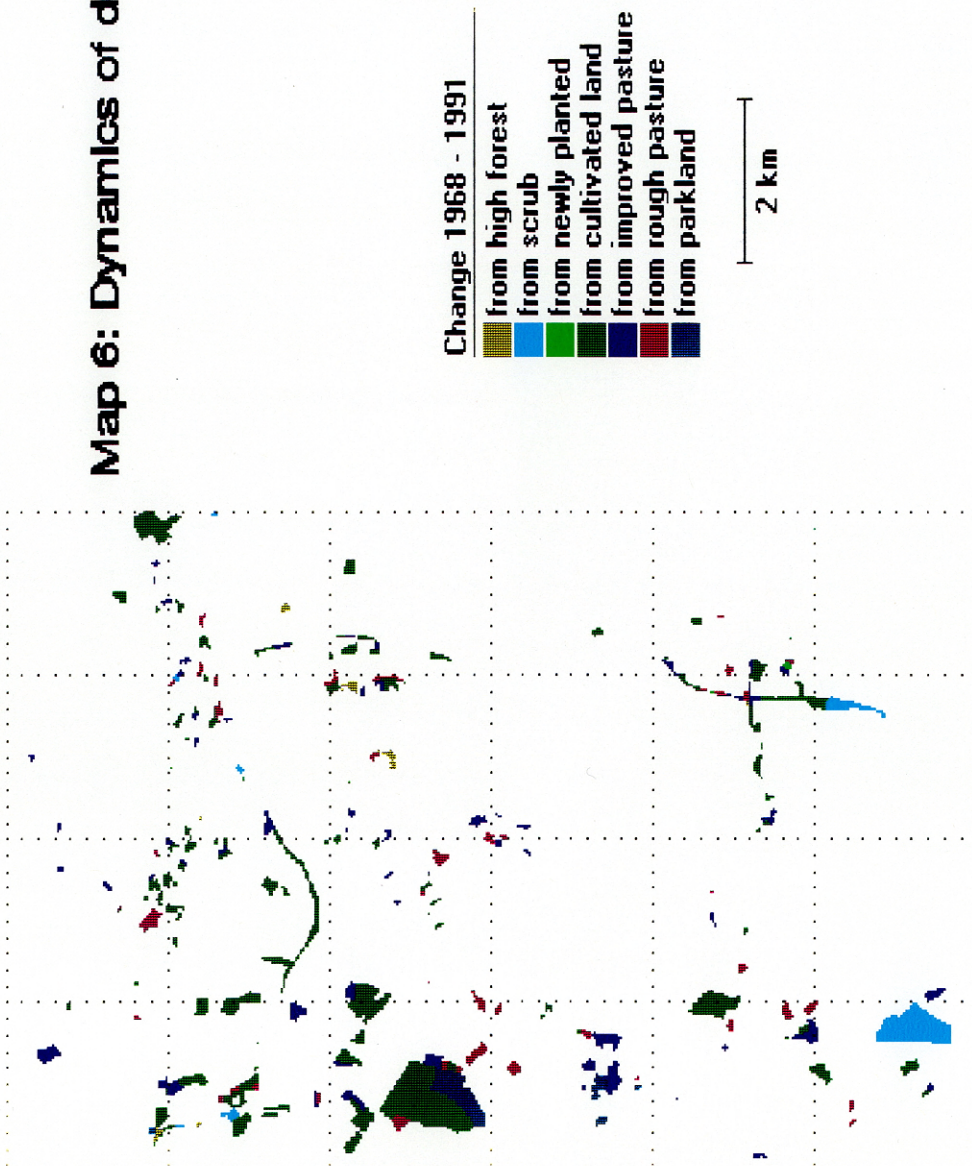 Map 6: Dynamics of d
Change 1968 - 1991
from high forest
from scrub
from newly planted
from cultivated land
from improved pasture
from rough pasture
from parkland
2 km